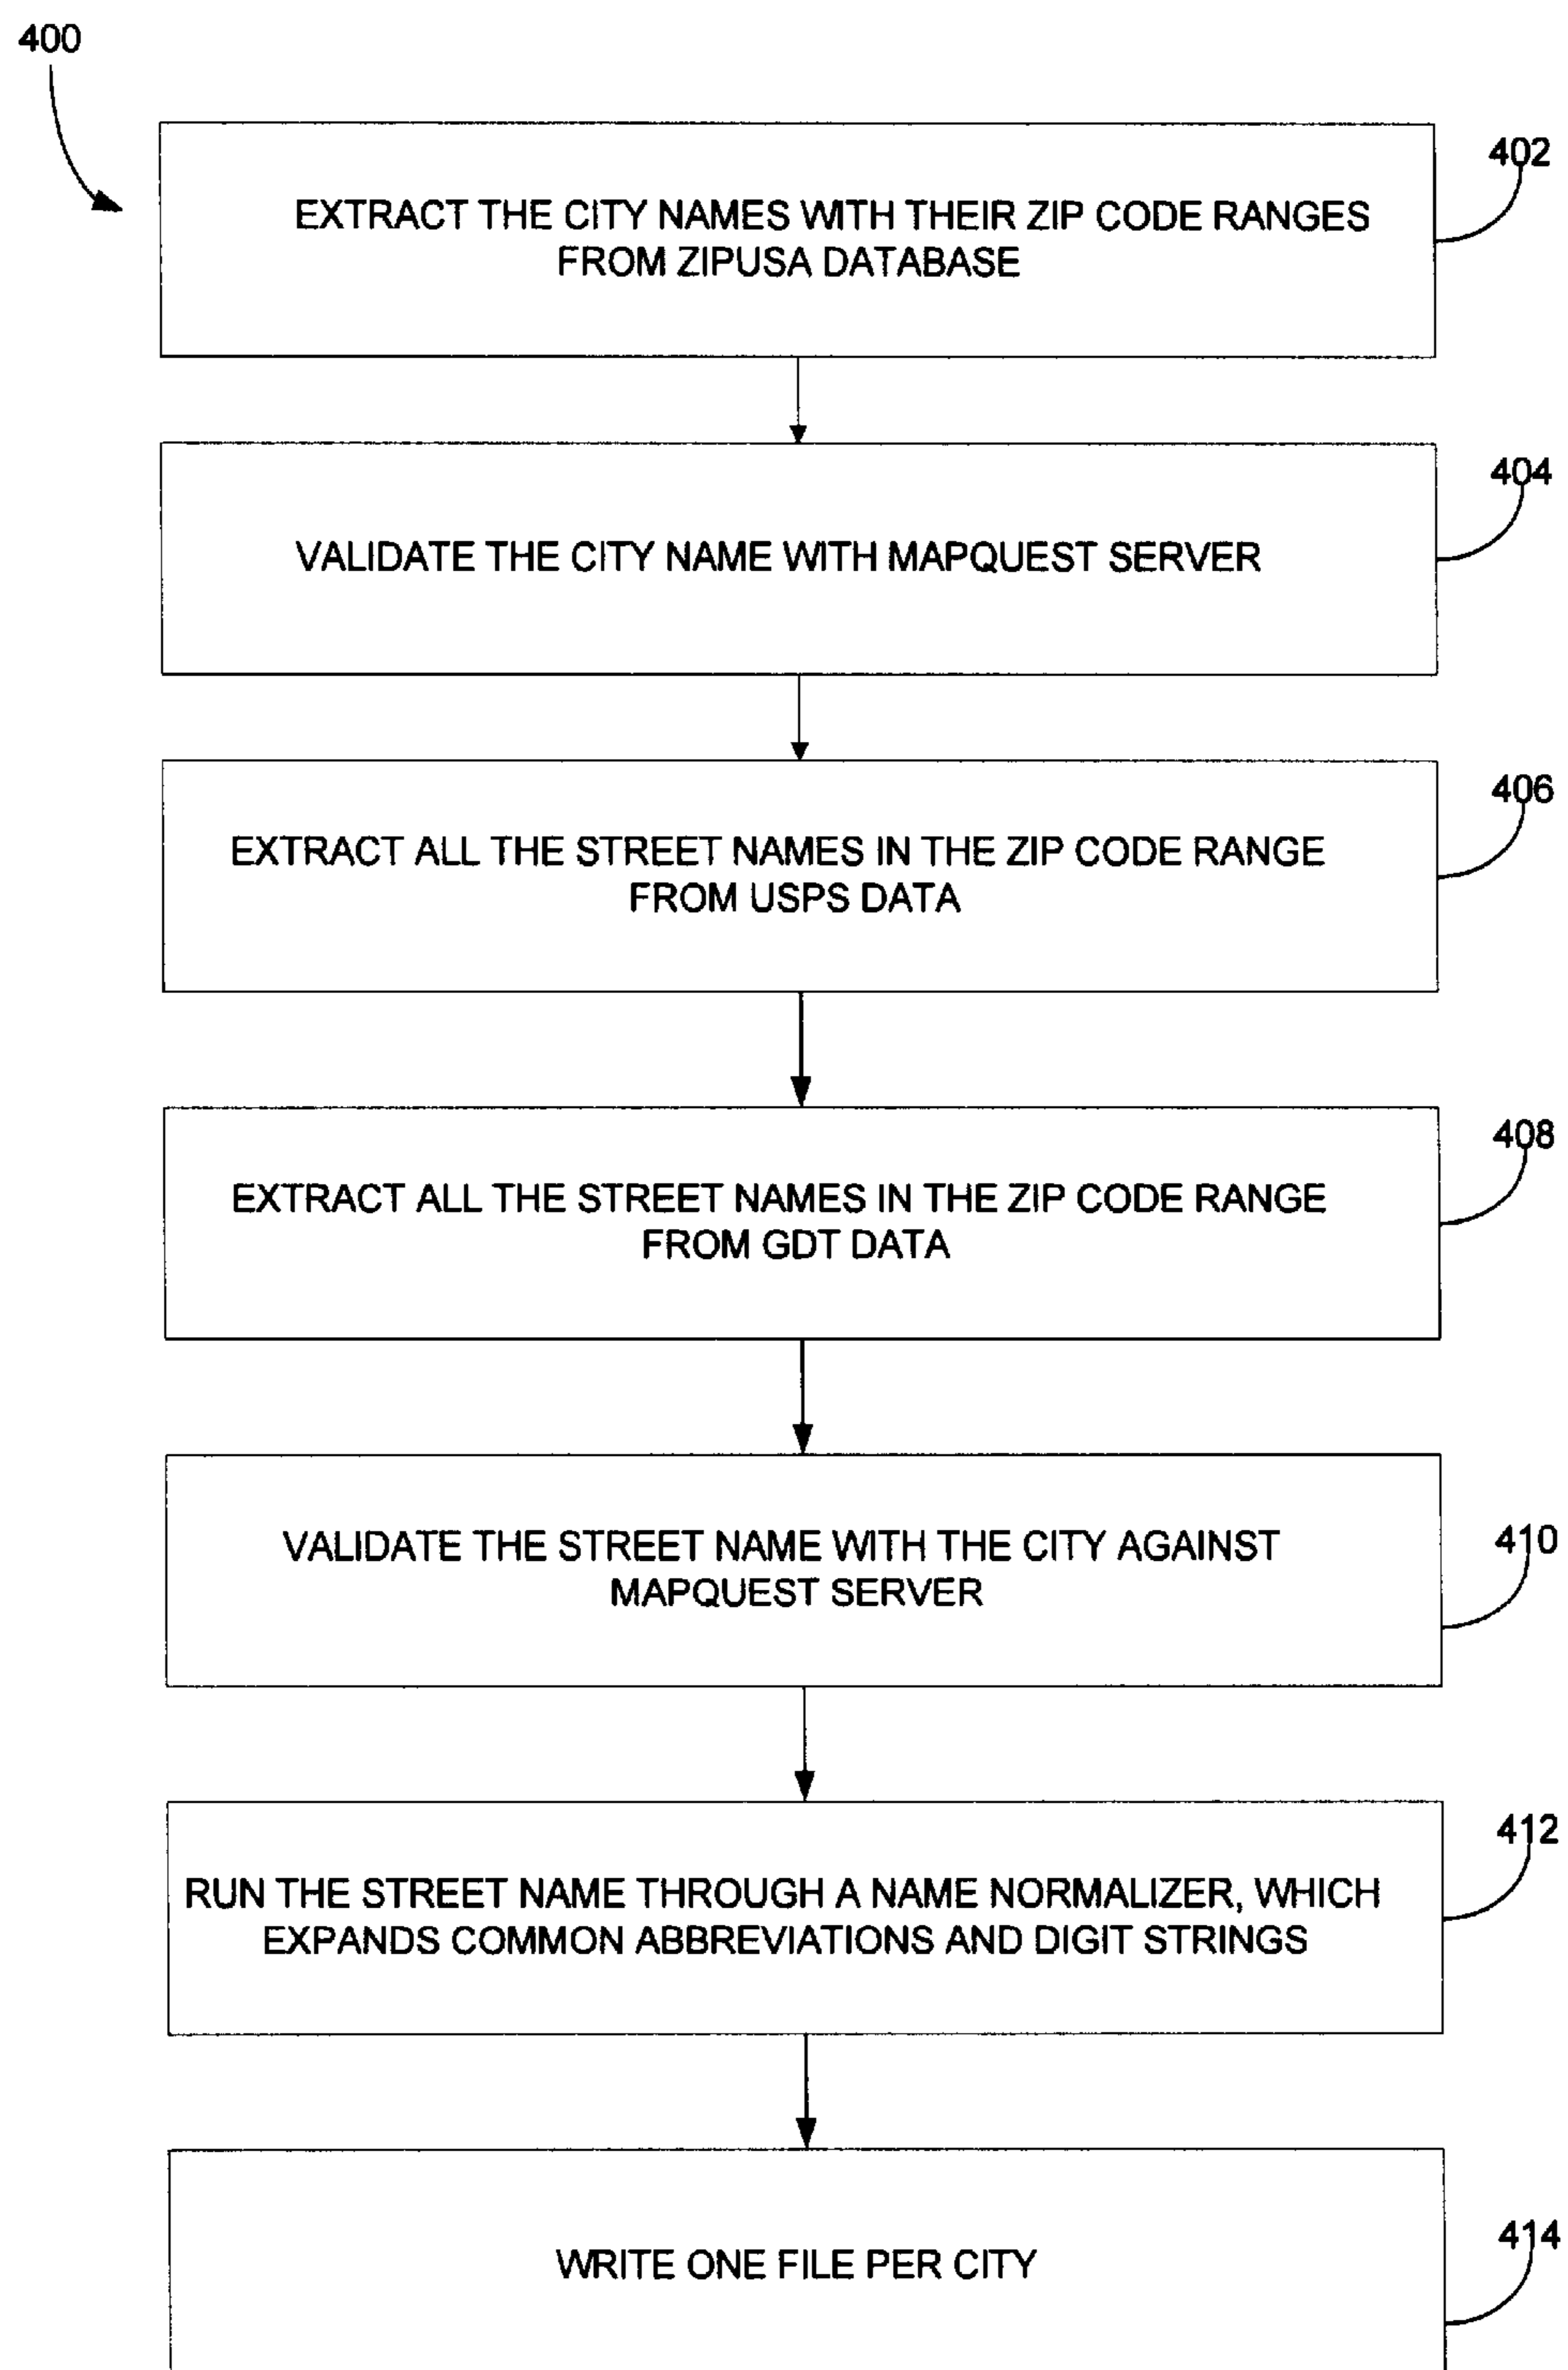 400
402
EXTRACT THE CITY NAMES WITH THEIR ZIP CODE RANGES
FROM ZIPUSA DATABASE
404
VALIDATE THE CITY NAME WITH MAPQUEST SERVER
406
EXTRACT ALL THE STREET NAMES IN THE ZIP CODE RANGE
FROM USPS DATA
408
EXTRACT ALL THE STREET NAMES IN THE ZIP CODE RANGE
FROM GDT DATA
410
VALIDATE THE STREET NAME WITH THE CITY AGAINST
MAPQUEST SERVER
412
RUN THE STREET NAME THROUGH A NAME NORMALIZER, WHICH
EXPANDS COMMON ABBREVIATIONS AND DIGIT STRINGS
414
WRITE ONE FILE PER CITY